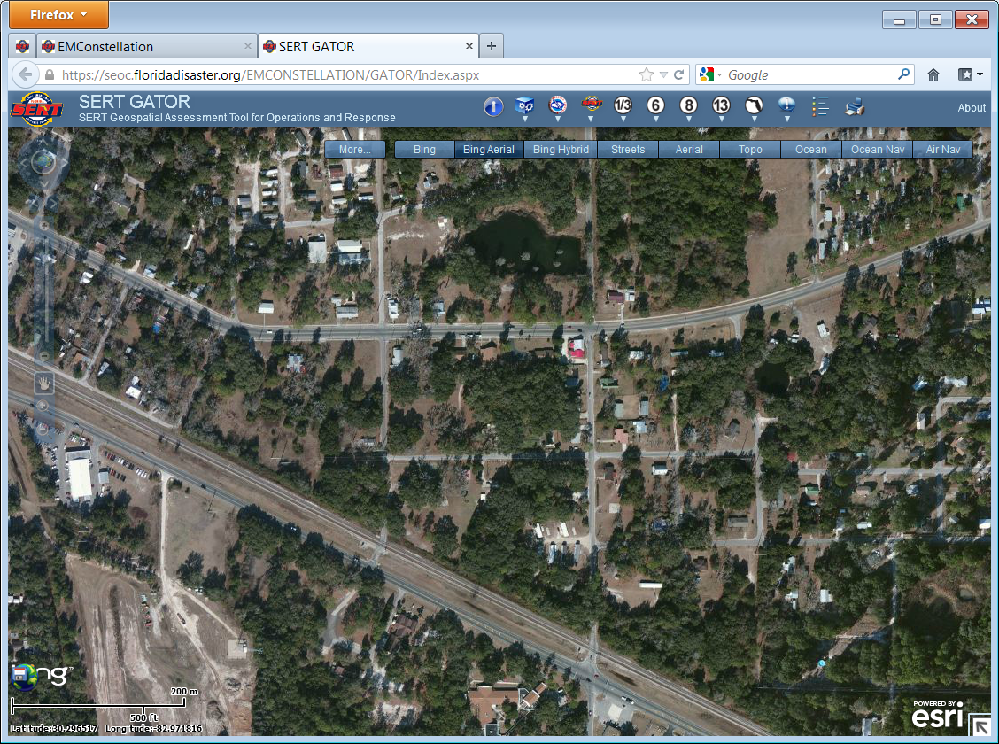 Firefox
EMConstellation
SERT GATOR
https://seoc.floridadisaster.org/EMCONSTELLATION/GATOR/Index.aspx
Google
SERT
SERT GATOR
SERT Geospatial Assessment Tool for Operations and Response
1/3
6
8
13
About
More...
Bing
Bing Aerial
Bing Hybrid
Streets
Aerial
Topo
Ocean
Ocean Nav
Air Nav
200 m
500 ft
Latitude:30.296517 Longitude:-82.971816
POWERED BY
esri